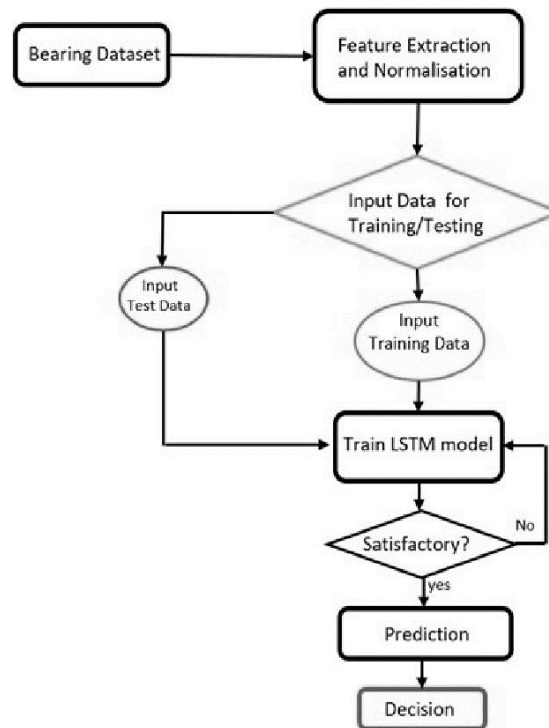 Bearing Dataset
Feature Extraction
and Normalisation
Input Data for
Training/Testing
Input
Test Data
Input
Training Data
Train LSTM model
Satisfactory?
No
yes
Prediction
Decision